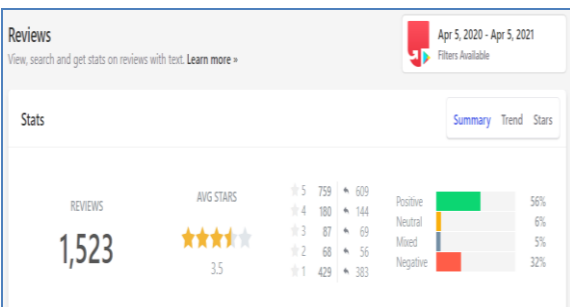 Reviews
View, search and get stats on reviews with text. Learn more »
Apr 5, 2020 - Apr 5, 2021
Filters Available
Stats
Summary Trend Stars
REVIEWS
1,523
AVG STARS
3.5
5 759 609
4 180 144
3 87 69
2 68 56
1 429 383
Positive 56%
Neutral 6%
Mixed 5%
Negative 32%